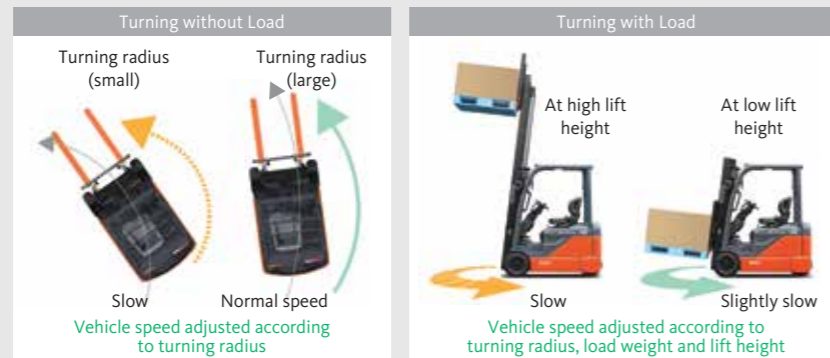 Turning without Load
Turning radius
(small)
Turning radius
(large)
Slow
Normal speed
Vehicle speed adjusted according
to turning radius
Turning with Load
At high lift
height
At low lift
height
Slow
Slightly slow
Vehicle speed adjusted according to
turning radius, load weight and lift height